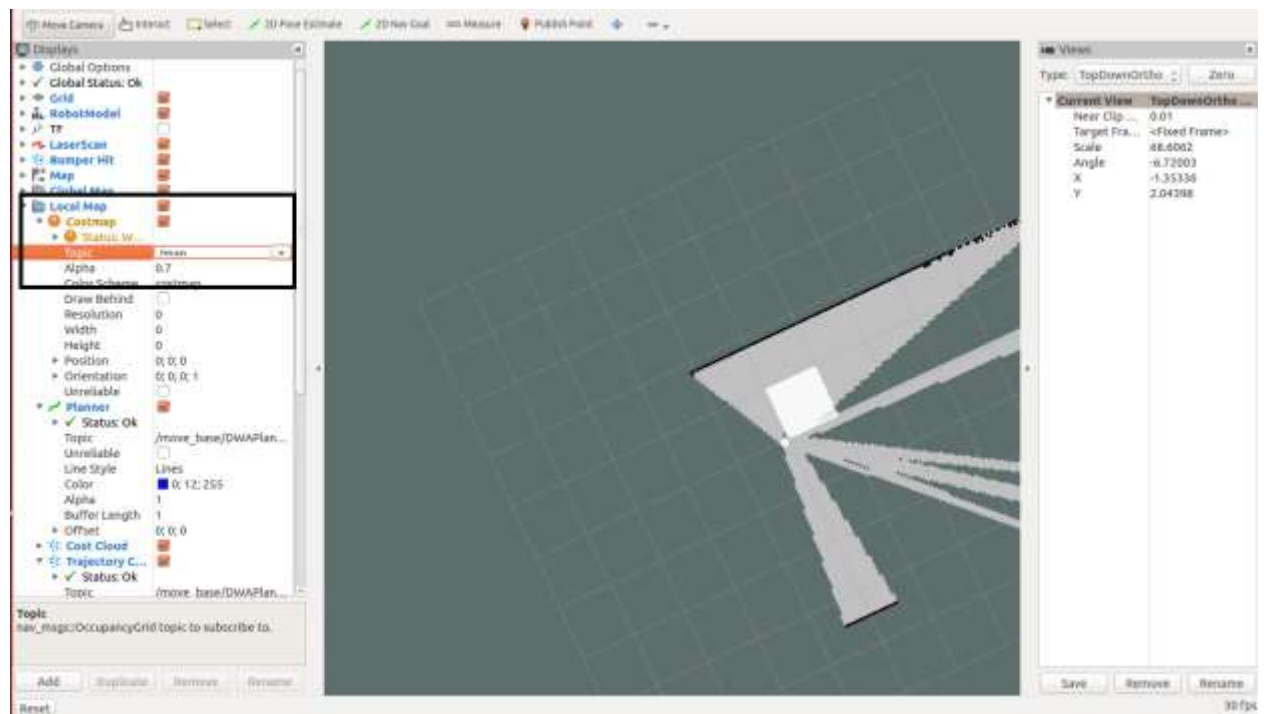 Move Camera Interact Select 2D Pose Estimate 2D Nav Goal Measure Publish Point
Displays
Global Options
Global Status: Ok
Grid
RobotModel
TF
LaserScan
Bumper Hit
Map
Global Map
Local Map
Costmap
Status: W...
Topic
Alpha 0.7
Color Scheme costmap
Draw Behind
Resolution 0
Width 0
Height 0
Position 0; 0; 0
Orientation 0; 0; 0; 1
Unreliable
Planner
Status: Ok
Topic /move_base/DWAPlan...
Unreliable
Line Style Lines
Color 0; 12; 255
Alpha 1
Buffer Length 1
Offset 0; 0; 0
Cost Cloud
Trajectory C...
Status: Ok
Topic /move_base/DWAPlan...
Topic
nav_msgs::OccupancyGrid topic to subscribe to.
Add Duplicate Remove Rename
Reset
Views
Type: TopDownOrtho Zero
Current View TopDownOrtho ...
Near Clip ... 0.01
Target Fra... <Fixed Frame>
Scale 48.6062
Angle -6.72003
X -1.35336
Y 2.04398
Save Remove Rename
30 fps